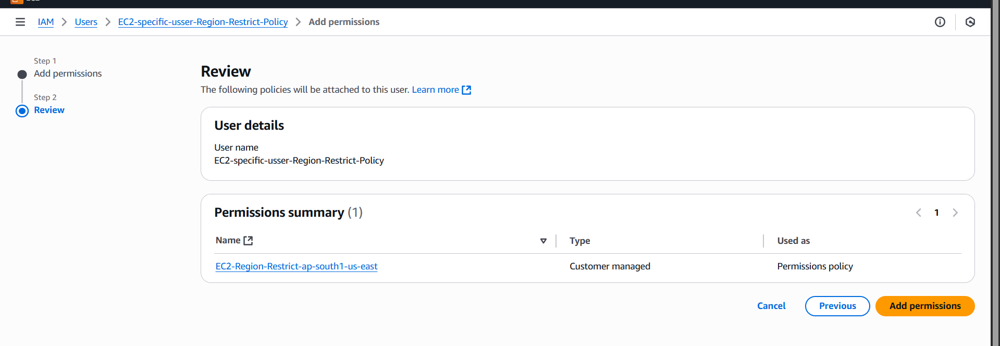 IAM > Users > EC2-specific-usser-Region-Restrict-Policy > Add permissions
Step 1
Add permissions
Step 2
Review
Review
The following policies will be attached to this user. Learn more
User details
User name
EC2-specific-usser-Region-Restrict-Policy
Permissions summary (1)
1
Name Type Used as
EC2-Region-Restrict-ap-south1-us-east Customer managed Permissions policy
Cancel Previous Add permissions